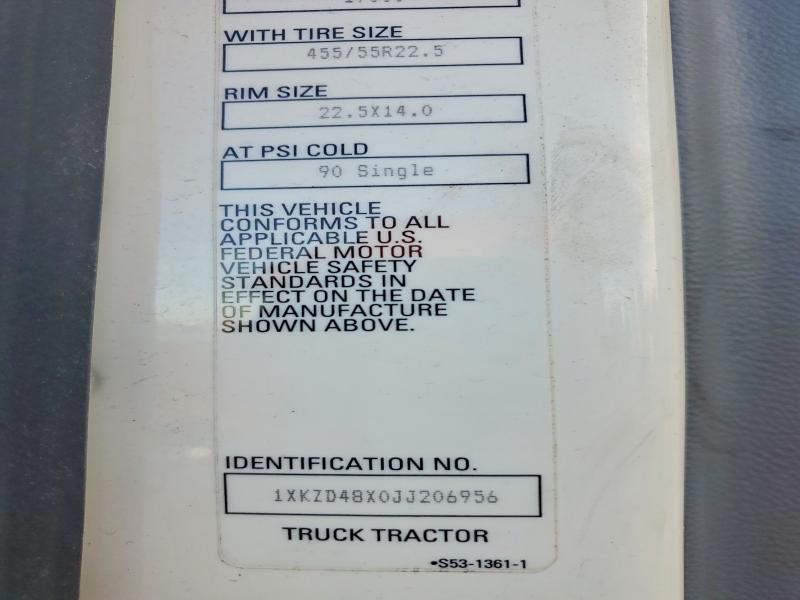 WITH TIRE SIZE
455/55R22.5
RIM SIZE
22.5X14.0
AT PSI COLD
90 Single
THIS VEHICLE
CONFORMS TO ALL
APPLICABLE U.S.
FEDERAL MOTOR
VEHICLE SAFETY
STANDARDS IN
EFFECT ON THE DATE
OF MANUFACTURE
SHOWN ABOVE.
IDENTIFICATION NO.
1XKZD48X0JJ206956
TRUCK TRACTOR
•S53-1361-1